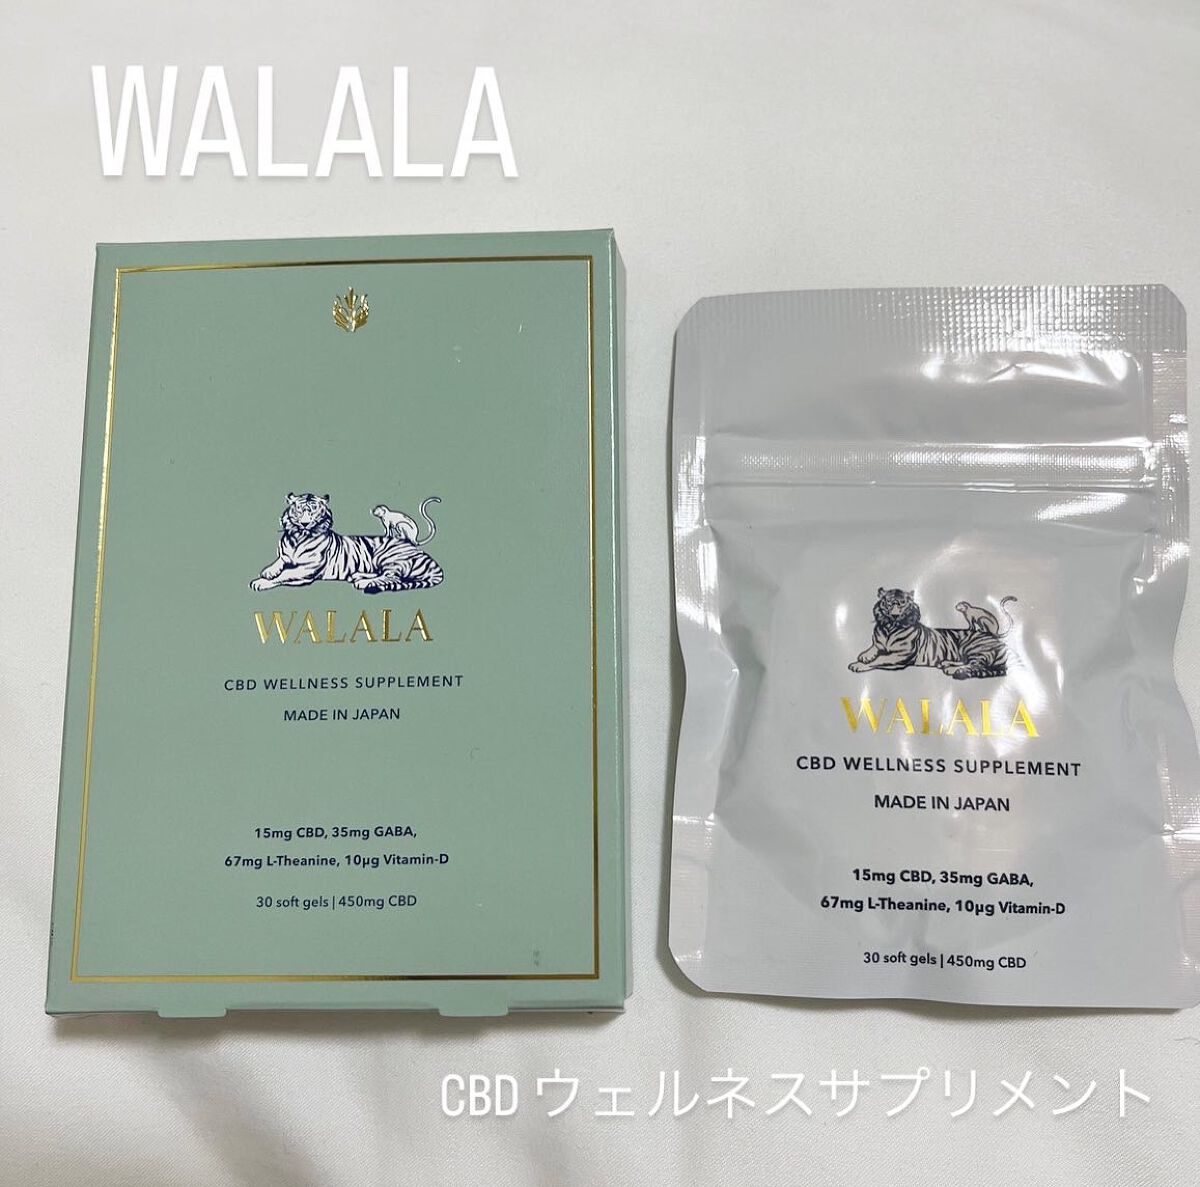 WALALA
WALALA
CBD WELLNESS SUPPLEMENT
MADE IN JAPAN
15mg CBD, 35mg GABA,
67mg L-Theanine, 10μg Vitamin-D
30 soft gels | 450mg CBD
WALALA
CBD WELLNESS SUPPLEMENT
MADE IN JAPAN
15mg CBD, 35mg GABA,
67mg L-Theanine, 10μg Vitamin-D
30 soft gels | 450mg CBD
CBD ウェルネスサプリメント